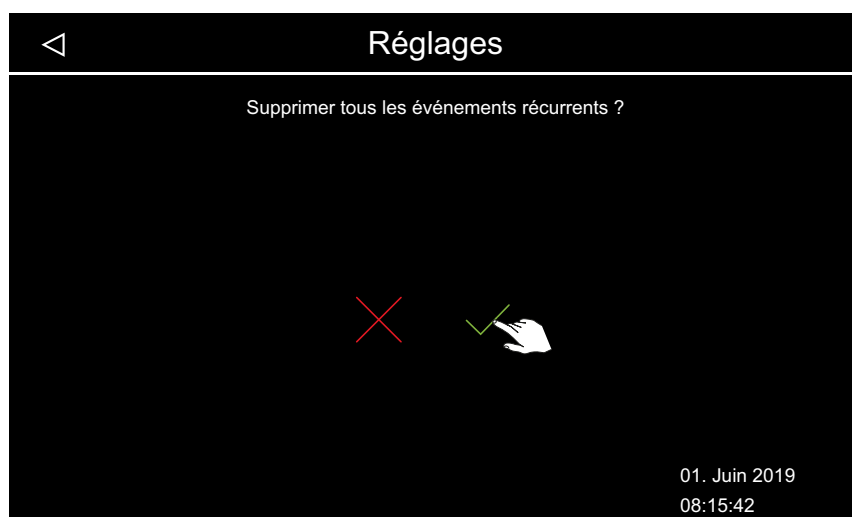 Réglages
Supprimer tous les événements récurrents ?
01. Juin 2019
08:15:42